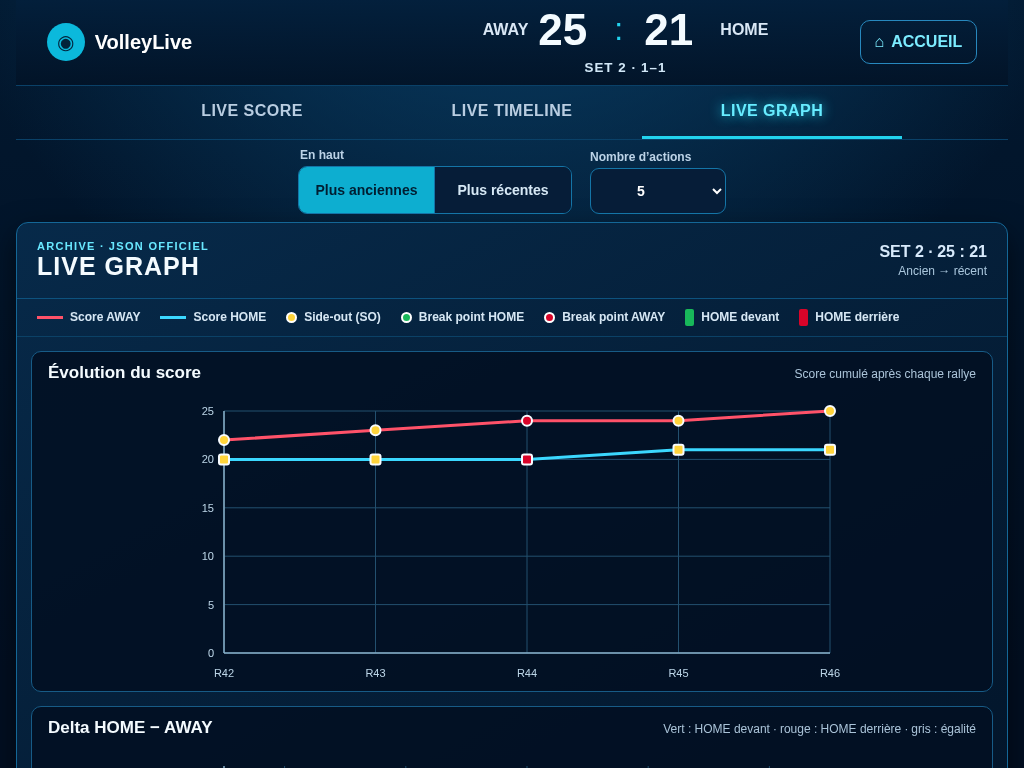 VolleyLive
AWAY 25 : 21 HOME
SET 2 · 1–1
⌂ ACCUEIL
LIVE SCORE
LIVE TIMELINE
LIVE GRAPH
En haut
Plus anciennes
Plus récentes
Nombre d’actions
5
ARCHIVE · JSON OFFICIEL
LIVE GRAPH
SET 2 · 25 : 21
Ancien → récent
Score AWAY
Score HOME
Side-out (SO)
Break point HOME
Break point AWAY
HOME devant
HOME derrière
Évolution du score
Score cumulé après chaque rallye
25
20
15
10
5
0
R42
R43
R44
R45
R46
Delta HOME − AWAY
Vert : HOME devant · rouge : HOME derrière · gris : égalité